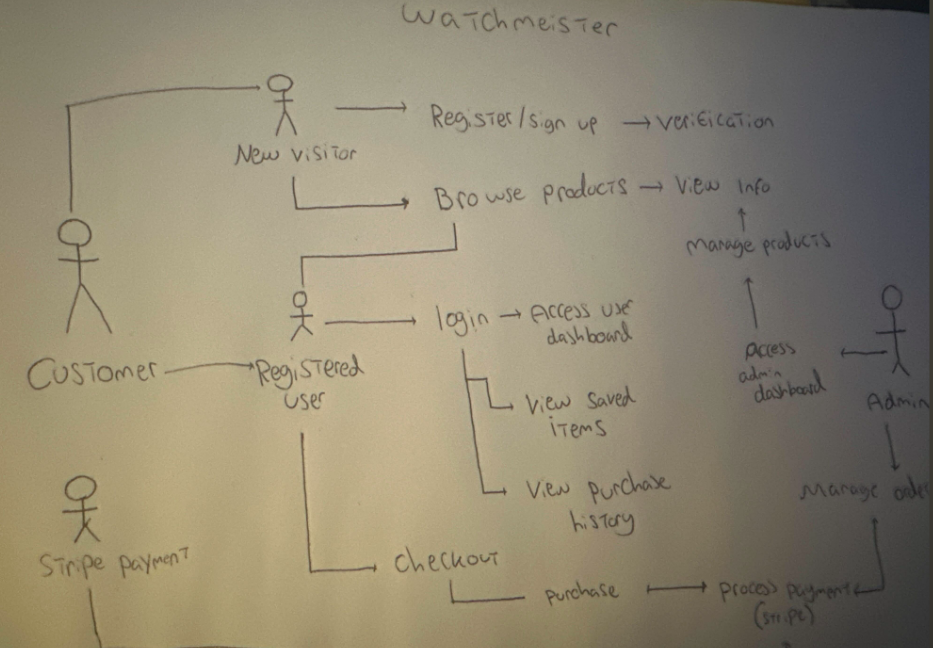 Watchmeister
New visitor
Register/sign up
verification
Browse products
View Info
Manage products
Customer
Registered
user
login
Access user
dashboard
View saved
items
View purchase
history
Access
admin
dashboard
Admin
Manage order
Stripe payment
Checkout
purchase
process payment
(stripe)